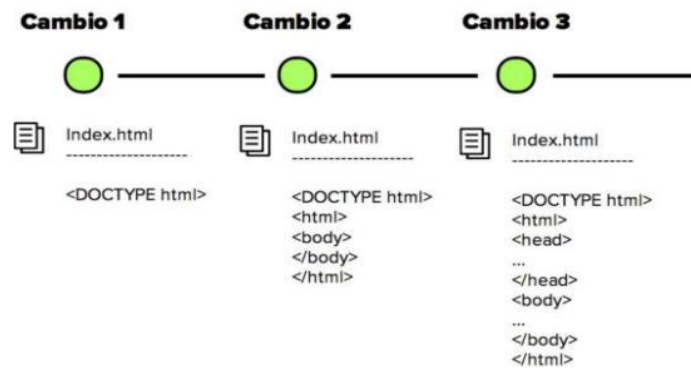 Cambio 1
Index.html
--------------------
<DOCTYPE html>
Cambio 2
Index.html
--------------------
<DOCTYPE html>
<html>
<body>
</body>
</html>
Cambio 3
Index.html
--------------------
<DOCTYPE html>
<html>
<head>
...
</head>
<body>
...
</body>
</html>